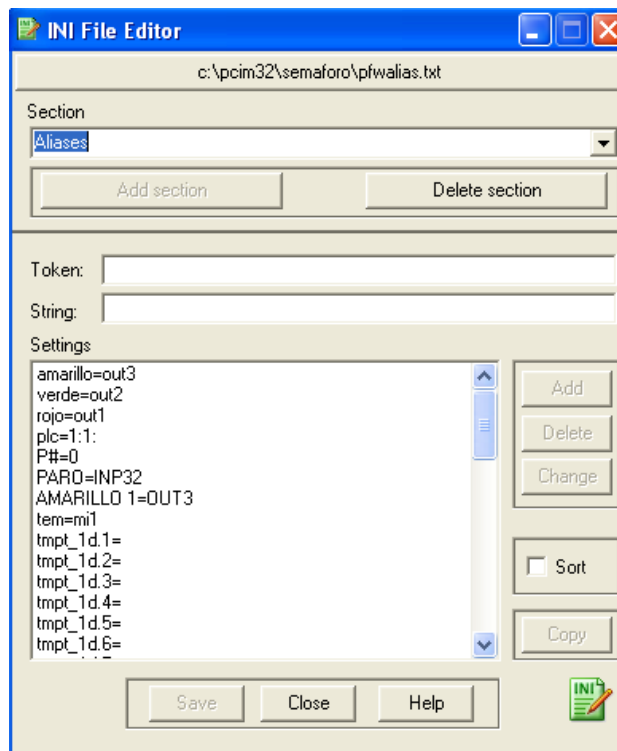 INI File Editor
c:\pcim32\semaforo\pfwalias.txt
Section
Aliases
Add section Delete section
Token:
String:
Settings
amarillo=out3
verde=out2
rojo=out1
plc=1:1:
P#=0
PARO=INP32
AMARILLO 1=OUT3
tem=mi1
tmpt_1d.1=
tmpt_1d.2=
tmpt_1d.3=
tmpt_1d.4=
tmpt_1d.5=
tmpt_1d.6=
Add
Delete
Change
Sort
Copy
Save Close Help
INI